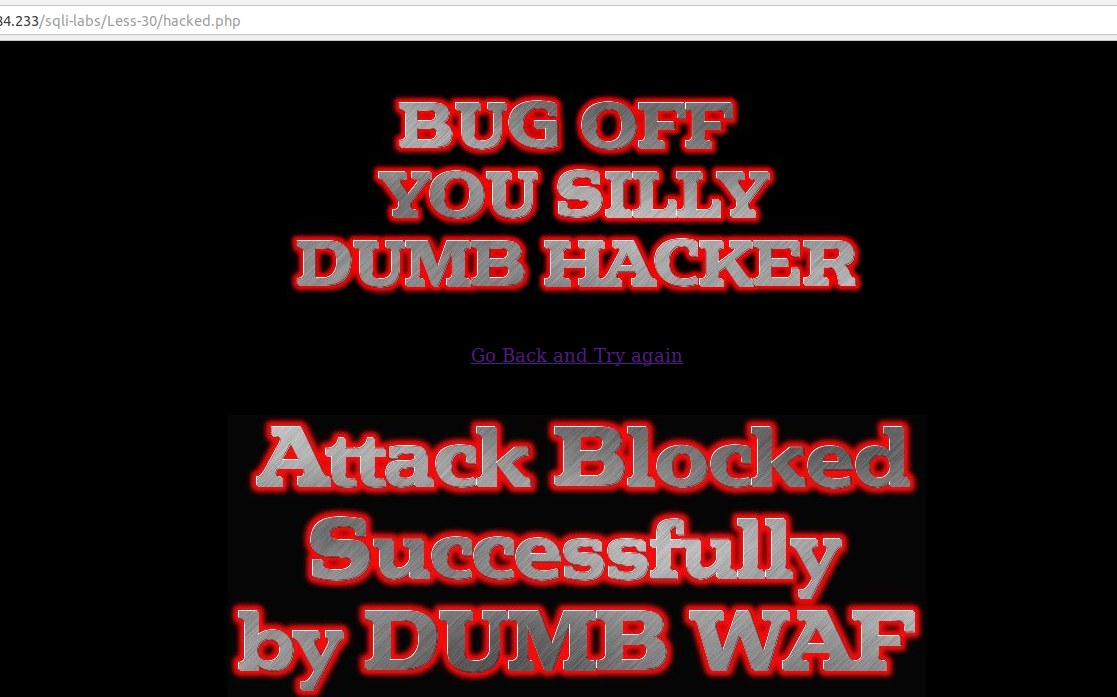 34.233/sqli-labs/Less-30/hacked.php
BUG OFF
YOU SILLY
DUMB HACKER
Go Back and Try again
Attack Blocked
Successfully
by DUMB WAF